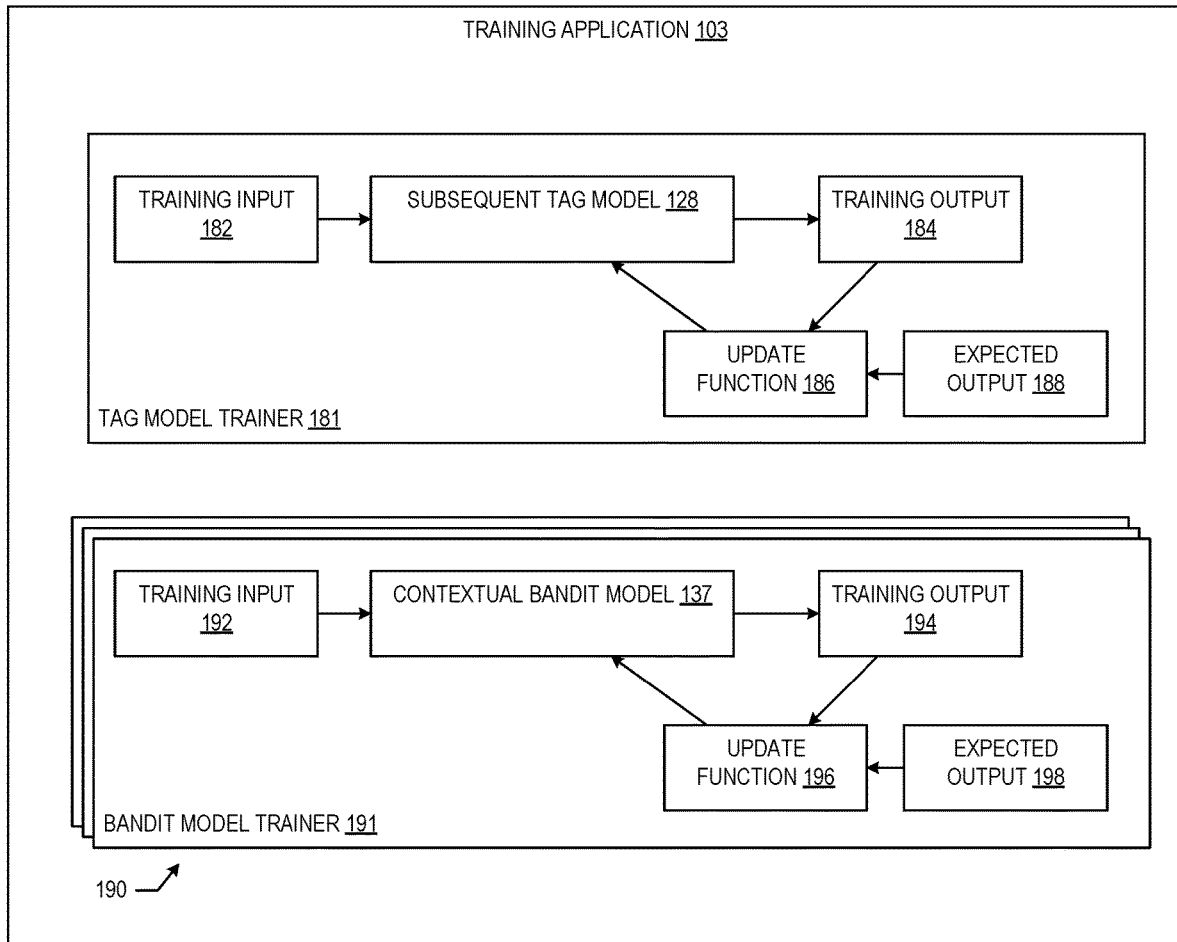 TRAINING APPLICATION 103
TRAINING INPUT
182
SUBSEQUENT TAG MODEL 128
TRAINING OUTPUT
184
UPDATE
FUNCTION 186
EXPECTED
OUTPUT 188
TAG MODEL TRAINER 181
TRAINING INPUT
192
CONTEXTUAL BANDIT MODEL 137
TRAINING OUTPUT
194
UPDATE
FUNCTION 196
EXPECTED
OUTPUT 198
BANDIT MODEL TRAINER 191
190